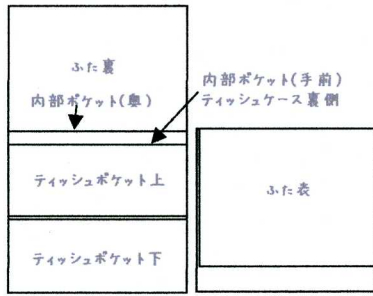 ふた裏
内部ポケット(奥)
内部ポケット(手前)
ティッシュケース裏側
ティッシュポケット上
ふた表
ティッシュポケット下